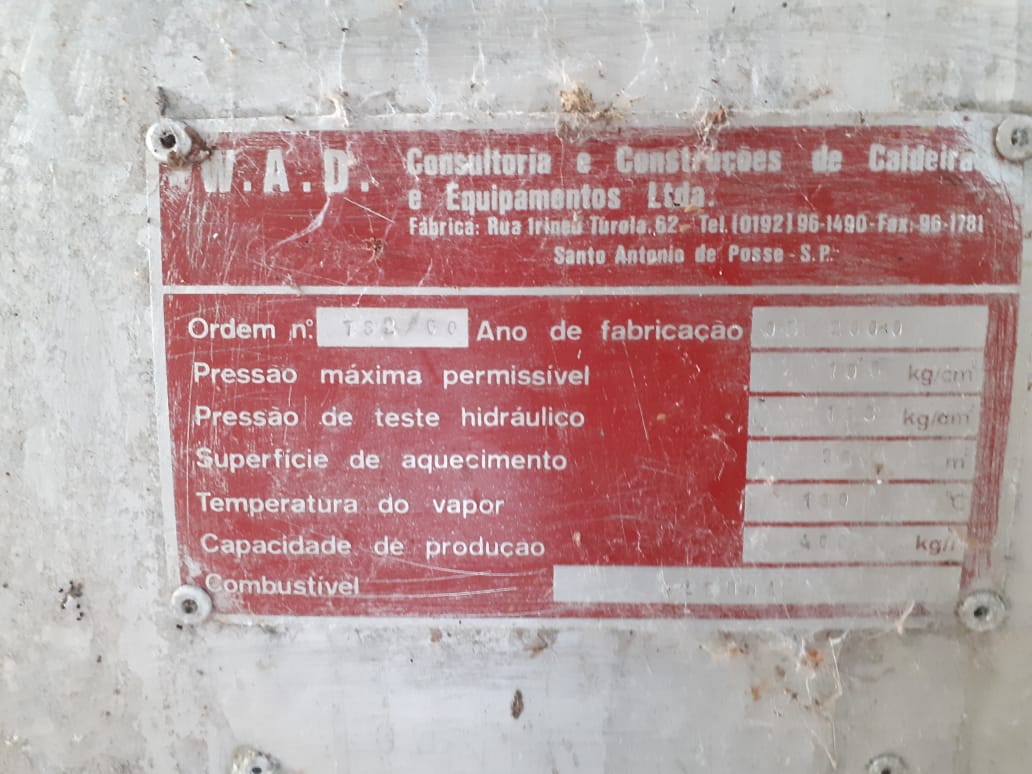 W.A.D. Consultoria e Construções de Caldeira
e Equipamentos Ltda.
Fábrica: Rua Irineu Turola, 62 - Tel. (0192) 96-1490 - Fax: 96-1781
Santo Antonio de Posse - S.P.
Ordem n.° Ano de fabricação
Pressão máxima permissível kg/cm
Pressão de teste hidráulico kg/cm
Superfície de aquecimento m
Temperatura do vapor °C
Capacidade de produçao kg/
Combustível